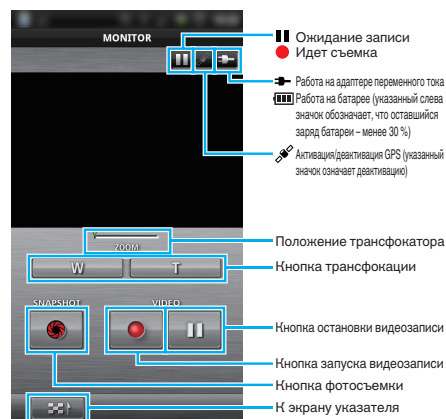 MONITOR
Ожидание записи
Идет съемка
Работа на адаптере переменного тока
Работа на батарее (указанный слева
значок обозначает, что оставшийся
заряд батареи – менее 30 %)
Активация/деактивация GPS (указанный
значок означает деактивацию)
ZOOM
Положение трансфокатора
W
T
Кнопка трансфокации
SNAPSHOT
VIDEO
Кнопка остановки видеозаписи
Кнопка запуска видеозаписи
Кнопка фотосъемки
К экрану указателя